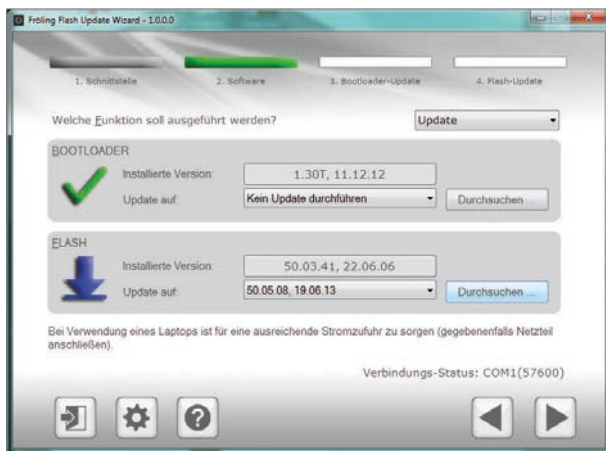 Fröling Flash Update Wizard - 1.0.0.0
1. Schnittstelle 2. Software 3. Bootloader-Update 4. Flash-Update
Welche Funktion soll ausgeführt werden? Update
BOOTLOADER
Installierte Version: 1.30T, 11.12.12
Update auf: Kein Update durchführen Durchsuchen ...
FLASH
Installierte Version: 50.03.41, 22.06.06
Update auf: 50.05.08, 19.06.13 Durchsuchen ...
Bei Verwendung eines Laptops ist für eine ausreichende Stromzufuhr zu sorgen (gegebenenfalls Netzteil
anschließen).
Verbindungs-Status: COM1(57600)